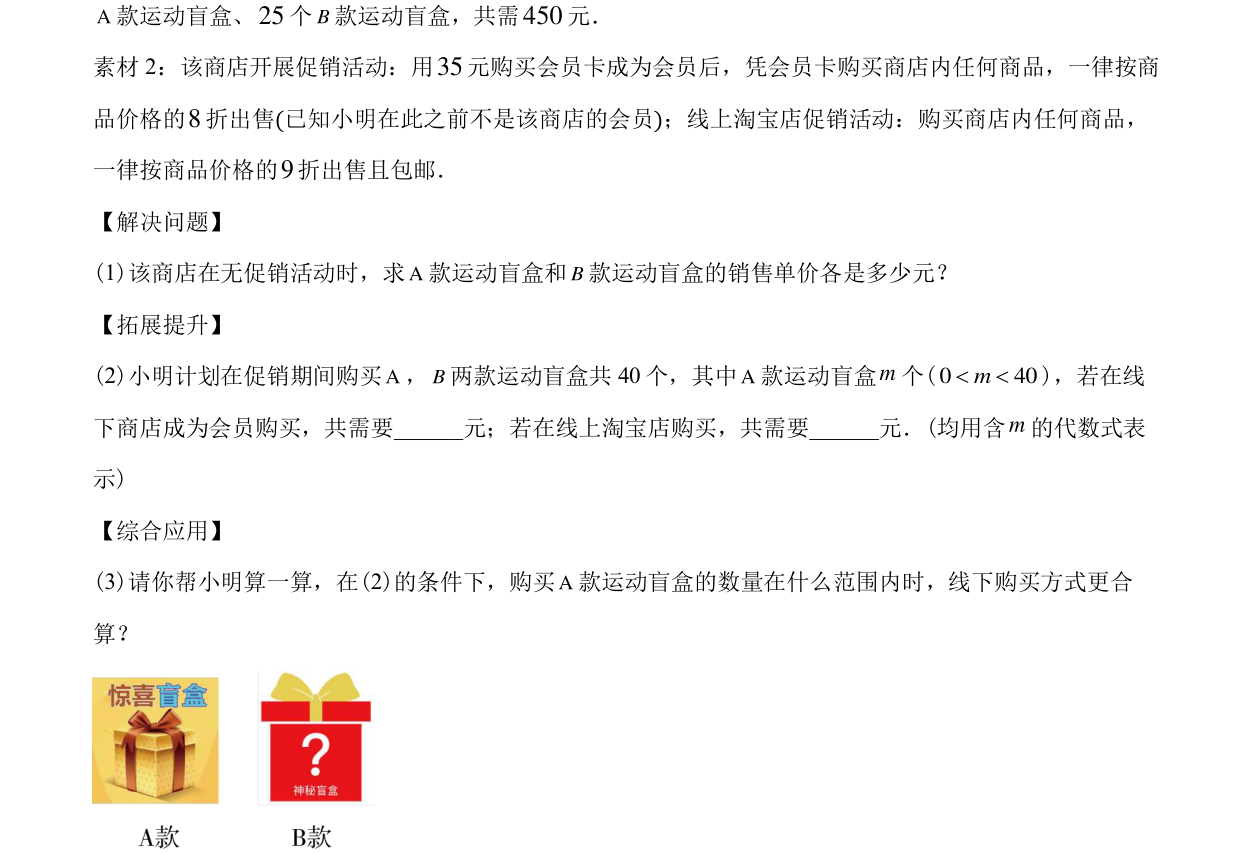 A 款运动盲盒、25 个 B 款运动盲盒，共需 450 元．
素材 2：该商店开展促销活动：用 35 元购买会员卡成为会员后，凭会员卡购买商店内任何商品，一律按商
品价格的 8 折出售(已知小明在此之前不是该商店的会员)；线上淘宝店促销活动：购买商店内任何商品，
一律按商品价格的 9 折出售且包邮．
【解决问题】
(1)该商店在无促销活动时，求 A 款运动盲盒和 B 款运动盲盒的销售单价各是多少元？
【拓展提升】
(2)小明计划在促销期间购买 A ， B 两款运动盲盒共 40 个，其中 A 款运动盲盒 m 个（0 < m < 40），若在线
下商店成为会员购买，共需要______元；若在线上淘宝店购买，共需要______元．(均用含 m 的代数式表
示)
【综合应用】
(3)请你帮小明算一算，在(2)的条件下，购买 A 款运动盲盒的数量在什么范围内时，线下购买方式更合
算？
惊喜盲盒
?
神秘盲盒
A款 B款